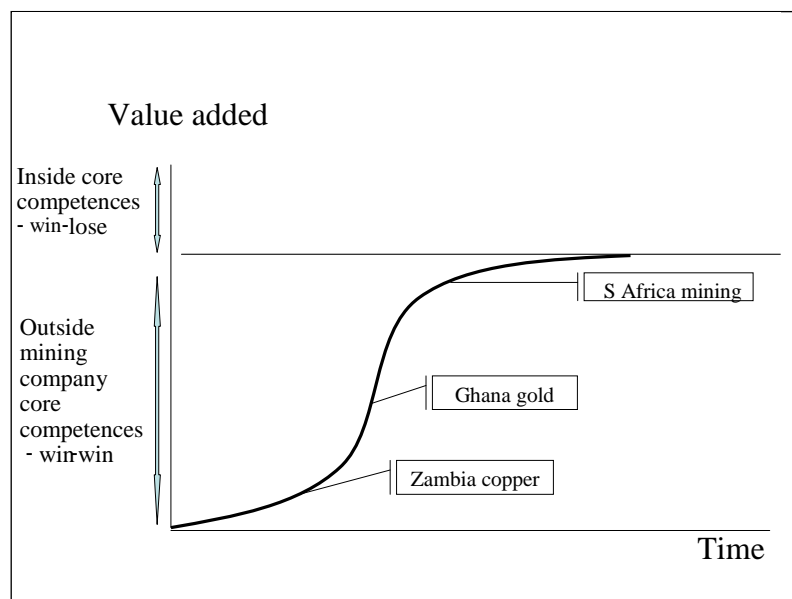 Value added
Inside core
competences
- win-lose
S Africa mining
Outside
mining
company
core
competences
- win-win
Ghana gold
Zambia copper
Time